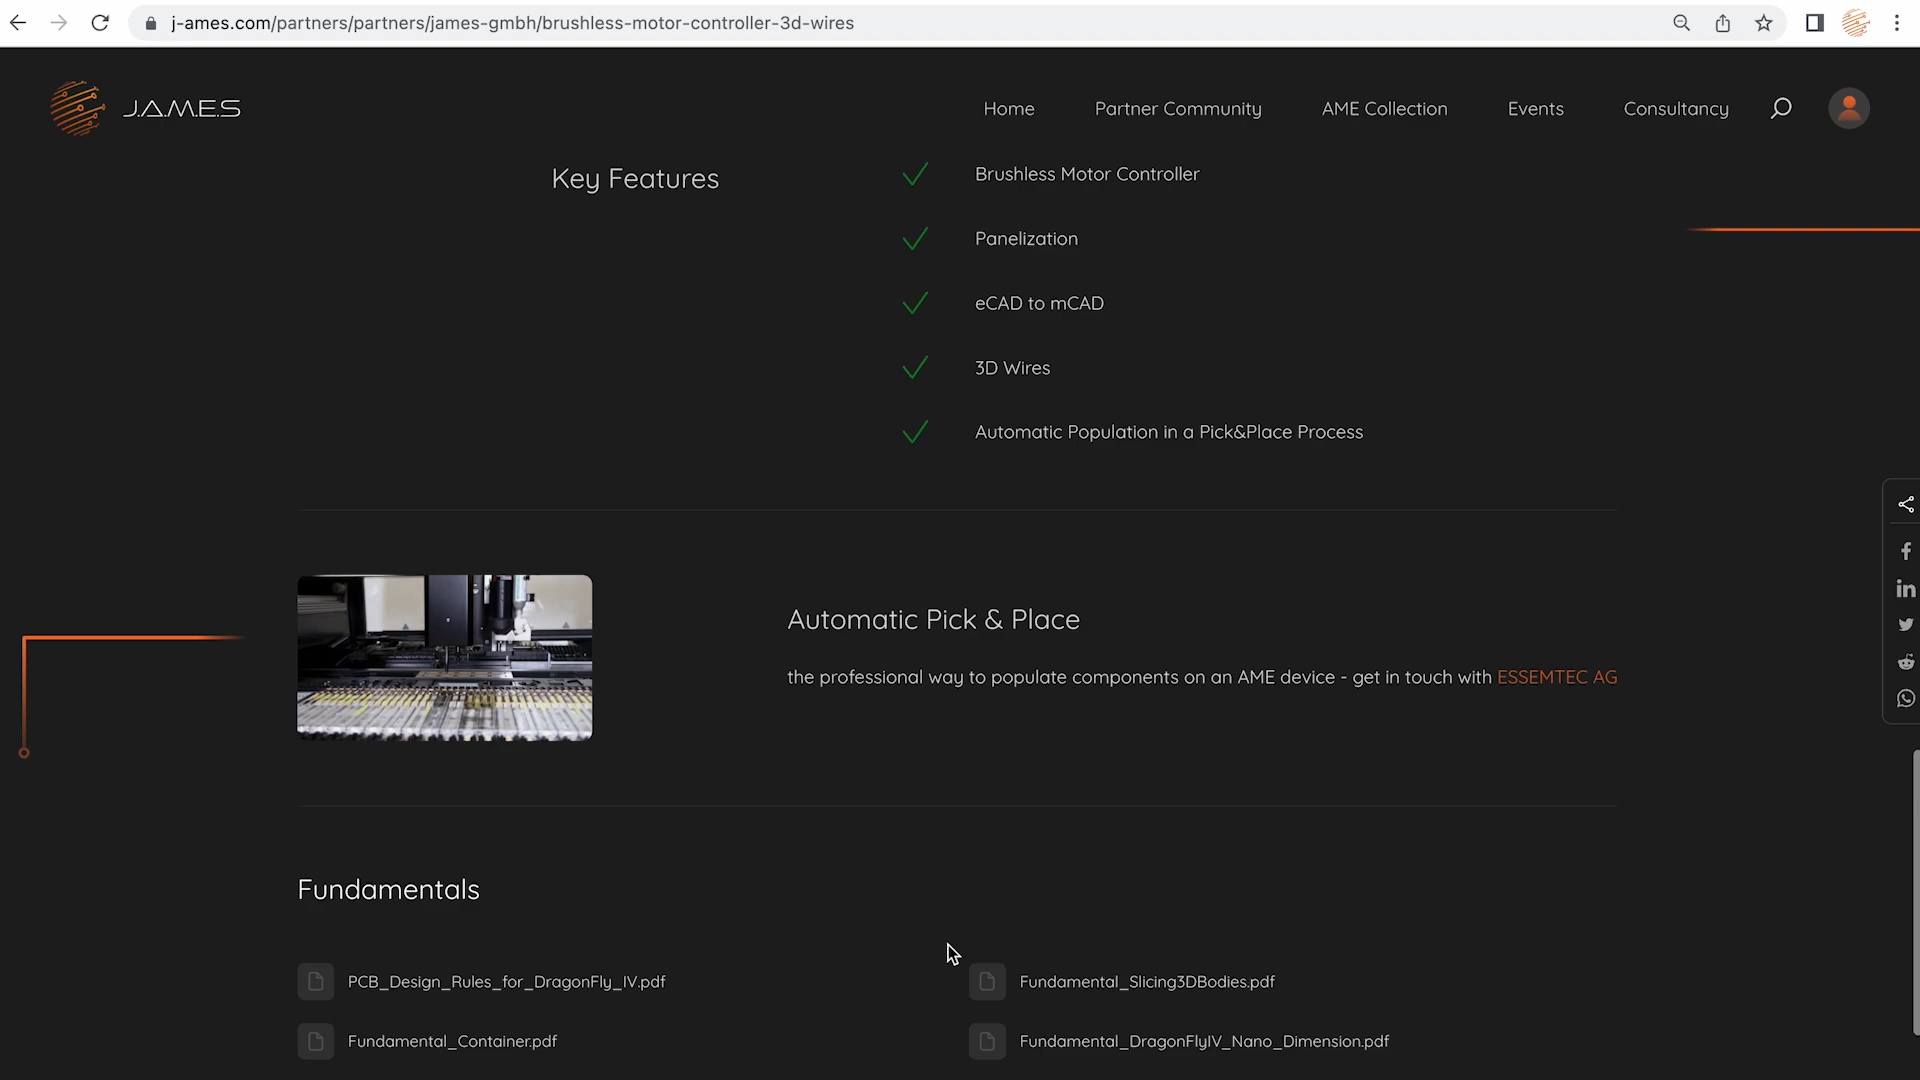 j-ames.com/partners/partners/james-gmbh/brushless-motor-controller-3d-wires
J.A.M.E.S
Home
Partner Community
AME Collection
Events
Consultancy
Key Features
Brushless Motor Controller
Panelization
eCAD to mCAD
3D Wires
Automatic Population in a Pick&Place Process
Automatic Pick & Place
the professional way to populate components on an AME device - get in touch with ESSEMTEC AG
Fundamentals
PCB_Design_Rules_for_DragonFly_IV.pdf
Fundamental_Slicing3DBodies.pdf
Fundamental_Container.pdf
Fundamental_DragonFlyIV_Nano_Dimension.pdf